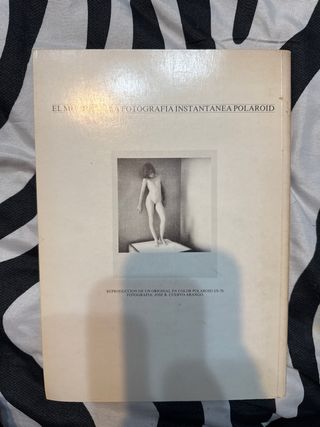 EL FOTOGRAFIA INSTANTANEA POLAROID
REPRODUCCION DE UN ORIGINAL EN COLOR POLAROID SX-70
FOTOGRAFIA: JOSE R. CUERVO-ARANGO